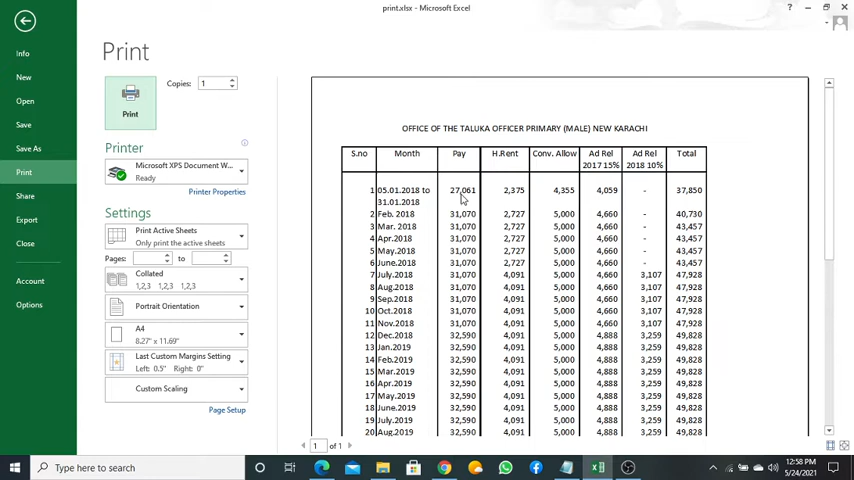 print.xlsx - Microsoft Excel
Info
New
Open
Save
Save As
Print
Share
Export
Close
Account
Options
Print
Print
Copies: 1
Printer
Microsoft XPS Document W...
Ready
Printer Properties
Settings
Print Active Sheets
Only print the active sheets
Pages: to
Collated
1,2,3 1,2,3 1,2,3
Portrait Orientation
A4
8.27" x 11.69"
Last Custom Margins Setting
Left: 0.5" Right: 0"
Custom Scaling
Page Setup
OFFICE OF THE TALUKA OFFICER PRIMARY (MALE) NEW KARACHI
S.no Month Pay H.Rent Conv. Allow Ad Rel 2017 15% Ad Rel 2018 10% Total
1 05.01.2018 to 31.01.2018 27,061 2,375 4,355 4,059 - 37,850
2 Feb. 2018 31,070 2,727 5,000 4,660 - 40,730
3 Mar. 2018 31,070 2,727 5,000 4,660 - 43,457
4 Apr.2018 31,070 2,727 5,000 4,660 - 43,457
5 May.2018 31,070 2,727 5,000 4,660 - 43,457
6 June.2018 31,070 2,727 5,000 4,660 - 43,457
7 July.2018 31,070 4,091 5,000 4,660 3,107 47,928
8 Aug.2018 31,070 4,091 5,000 4,660 3,107 47,928
9 Sep.2018 31,070 4,091 5,000 4,660 3,107 47,928
10 Oct.2018 31,070 4,091 5,000 4,660 3,107 47,928
11 Nov.2018 31,070 4,091 5,000 4,660 3,107 47,928
12 Dec.2018 32,590 4,091 5,000 4,888 3,259 49,828
13 Jan.2019 32,590 4,091 5,000 4,888 3,259 49,828
14 Feb.2019 32,590 4,091 5,000 4,888 3,259 49,828
15 Mar.2019 32,590 4,091 5,000 4,888 3,259 49,828
16 Apr.2019 32,590 4,091 5,000 4,888 3,259 49,828
17 May.2019 32,590 4,091 5,000 4,888 3,259 49,828
18 June.2019 32,590 4,091 5,000 4,888 3,259 49,828
19 July.2019 32,590 4,091 5,000 4,888 3,259 49,828
20 Aug.2019 32,590 4,091 5,000 4,888 3,259 49,828
1 of 1
Type here to search
12:58 PM
5/24/2021